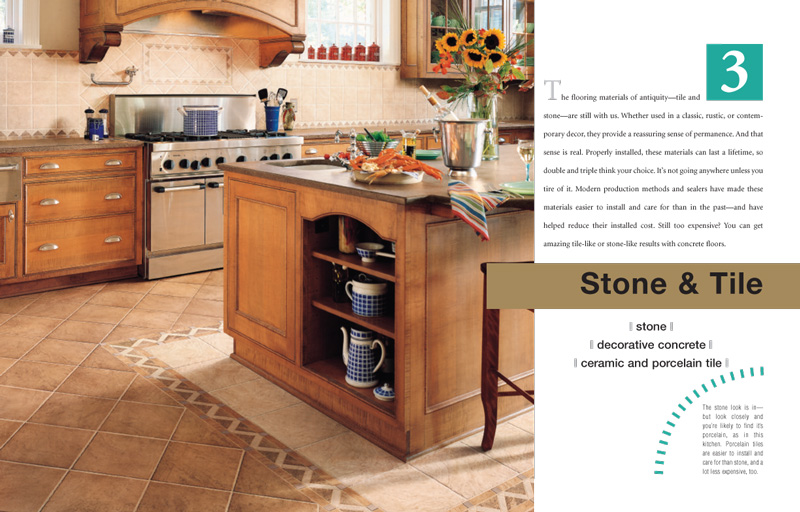 3
The flooring materials of antiquity—tile and
stone—are still with us. Whether used in a classic, rustic, or contem-
porary decor, they provide a reassuring sense of permanence. And that
sense is real. Properly installed, these materials can last a lifetime, so
double and triple think your choice. It's not going anywhere unless you
tire of it. Modern production methods and sealers have made these
materials easier to install and care for than in the past—and have
helped reduce their installed cost. Still too expensive? You can get
amazing tile-like or stone-like results with concrete floors.
Stone & Tile
stone
decorative concrete
ceramic and porcelain tile
The stone look is in—
but look closely and
you're likely to find it's
porcelain, as in this
kitchen. Porcelain tiles
are easier to install and
care for than stone, and a
lot less expensive, too.